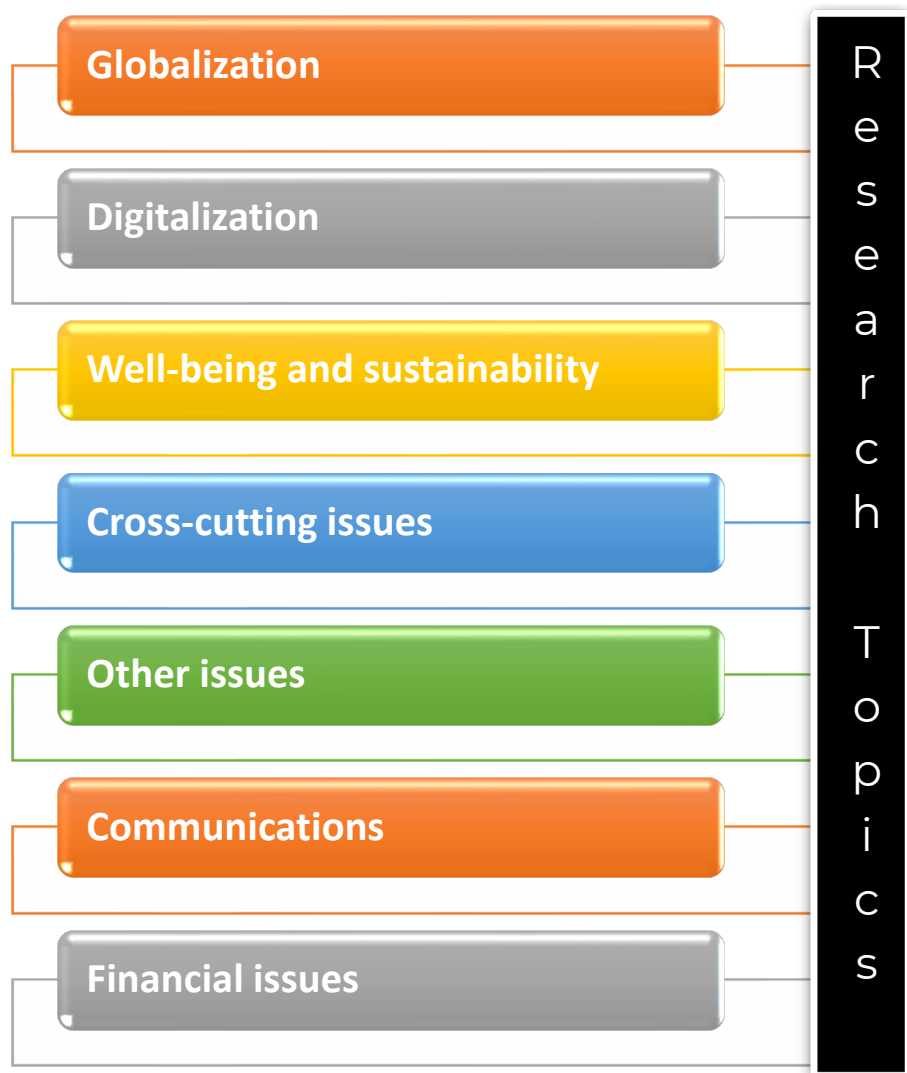 Globalization
Digitalization
Well-being and sustainability
Cross-cutting issues
Other issues
Communications
Financial issues
Research Topics